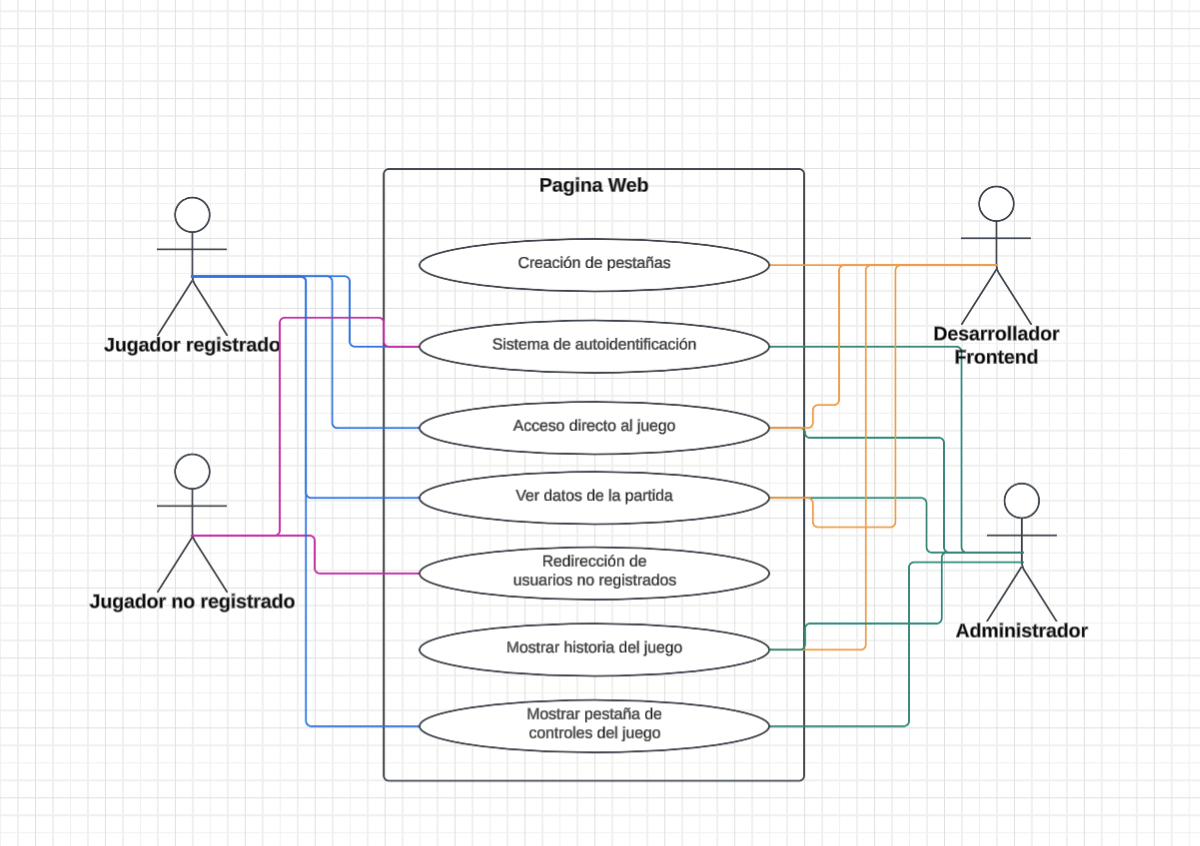 Pagina Web
Creación de pestañas
Sistema de autoidentificación
Acceso directo al juego
Ver datos de la partida
Redirección de
usuarios no registrados
Mostrar historia del juego
Mostrar pestaña de
controles del juego
Jugador registrado
Jugador no registrado
Desarrollador
Frontend
Administrador